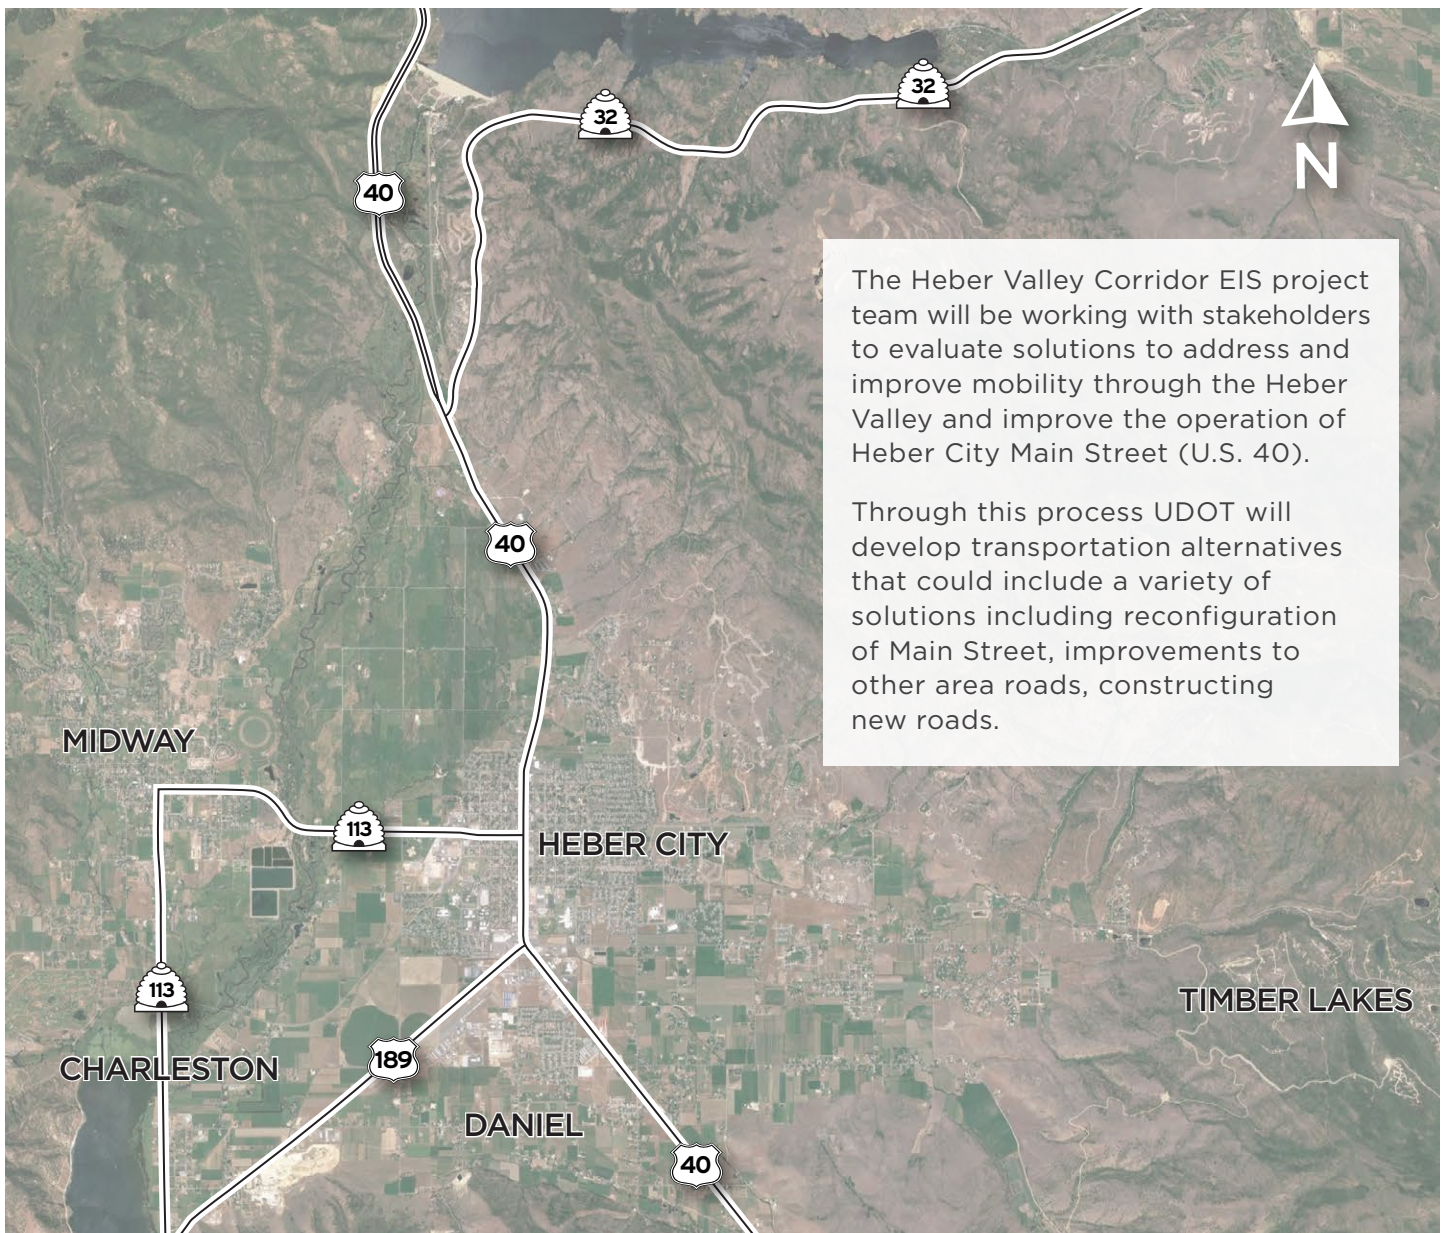 32
32
40
N
The Heber Valley Corridor EIS project
team will be working with stakeholders
to evaluate solutions to address and
improve mobility through the Heber
Valley and improve the operation of
Heber City Main Street (U.S. 40).
Through this process UDOT will
develop transportation alternatives
that could include a variety of
solutions including reconfiguration
of Main Street, improvements to
other area roads, constructing
new roads.
40
MIDWAY
113
HEBER CITY
113
TIMBER LAKES
189
CHARLESTON
DANIEL
40